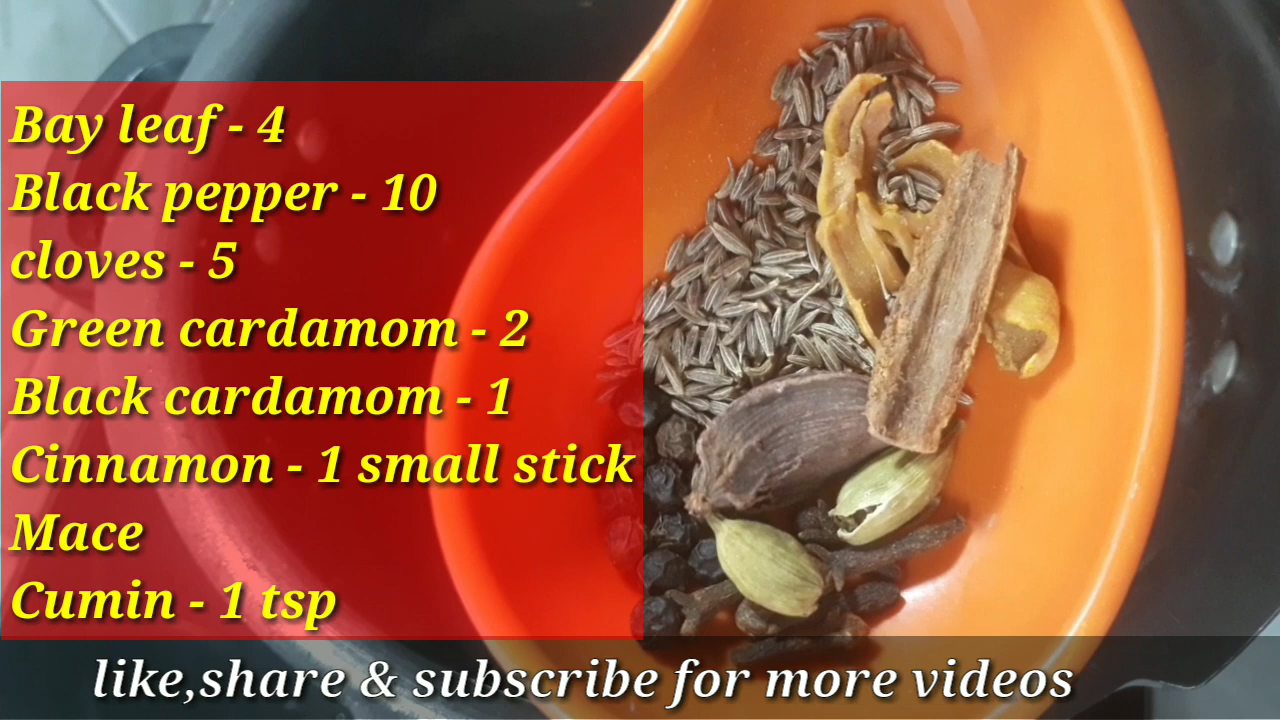 Bay leaf - 4
Black pepper - 10
cloves - 5
Green cardamom - 2
Black cardamom - 1
Cinnamon - 1 small stick
Mace
Cumin - 1 tsp
like,share & subscribe for more videos